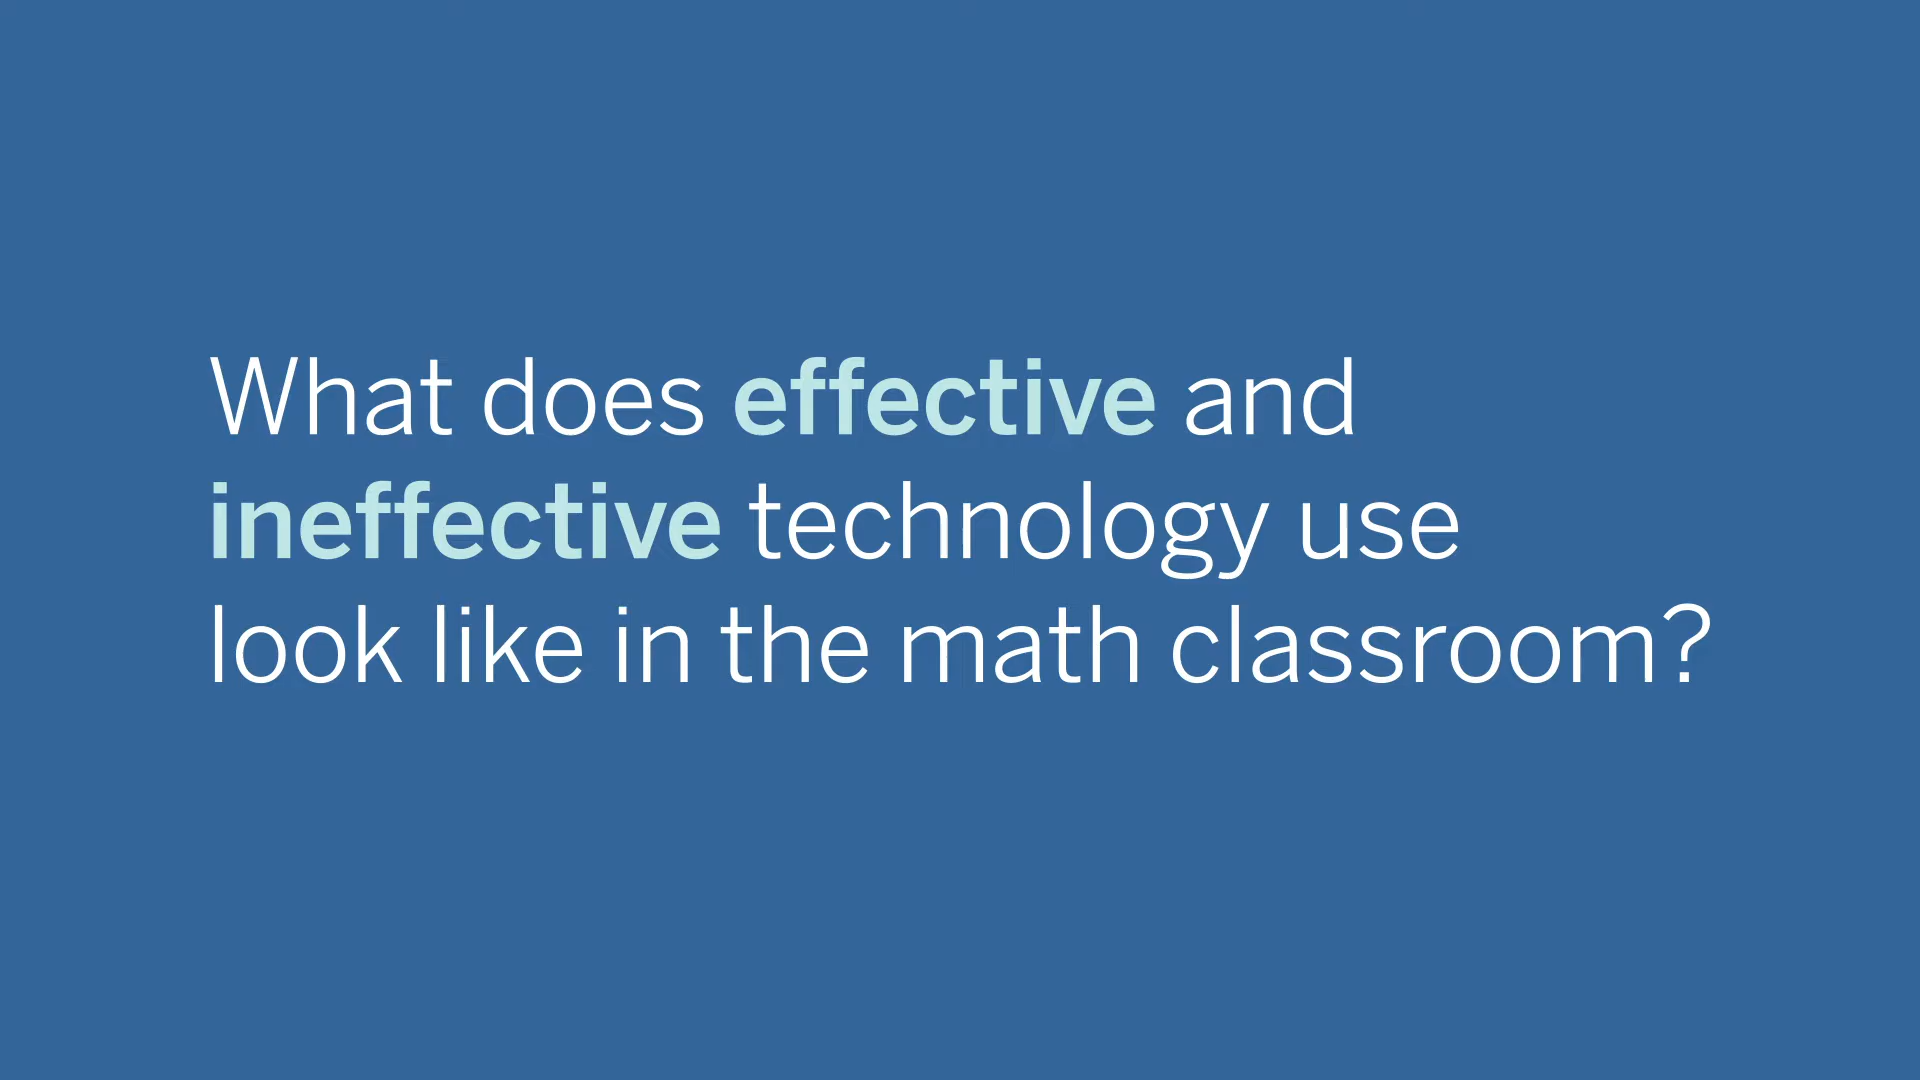 What does effective and
ineffective technology use
look like in the math classroom?